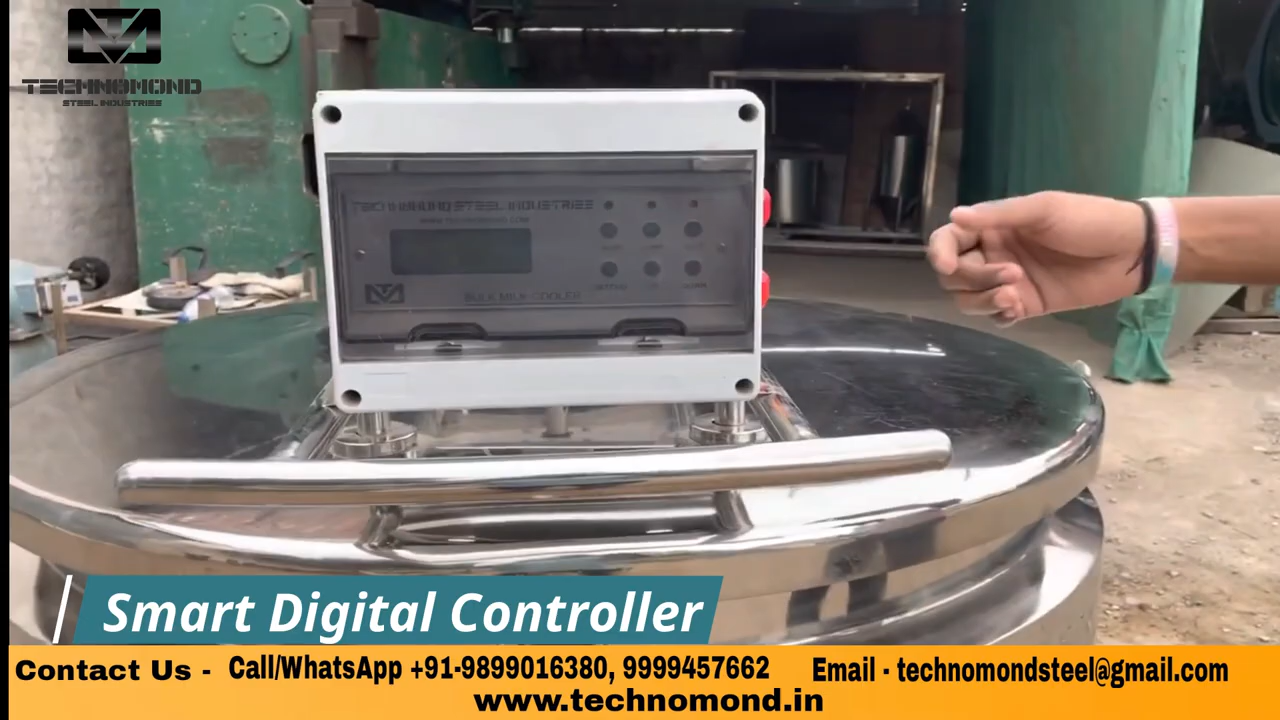 TECHNOMOND
STEEL INDUSTRIES
STEEL INDUSTRIES
BULK MILK COOLER
Smart Digital Controller
Contact Us - Call/WhatsApp +91-9899016380, 9999457662 Email - technomondsteel@gmail.com
www.technomond.in